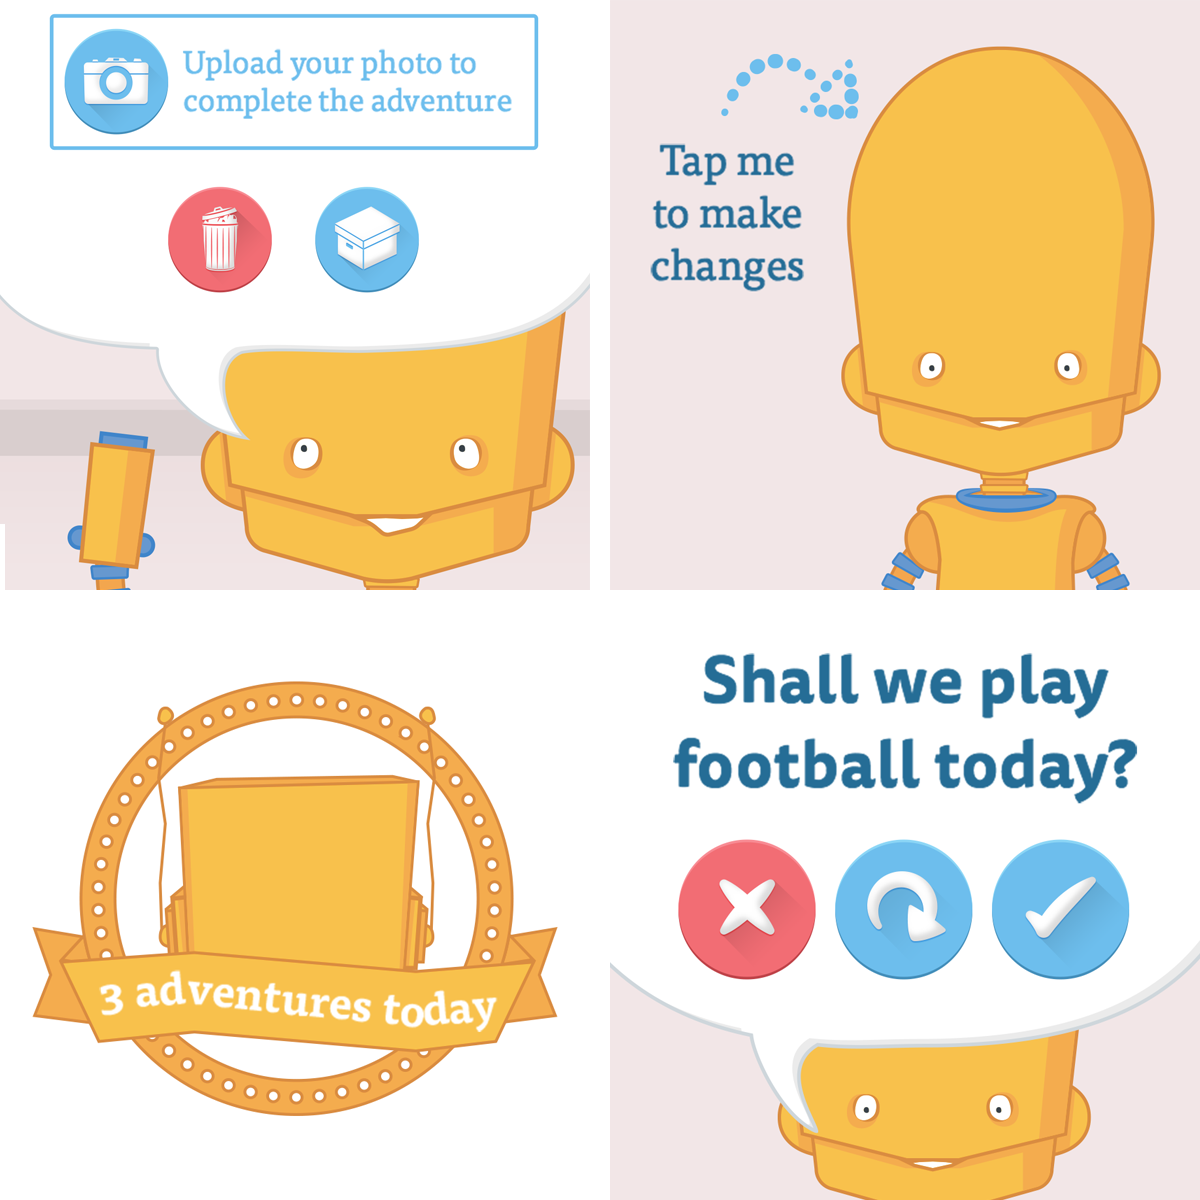 Upload your photo to
complete the adventure
Tap me
to make
changes
3 adventures today
Shall we play
football today?